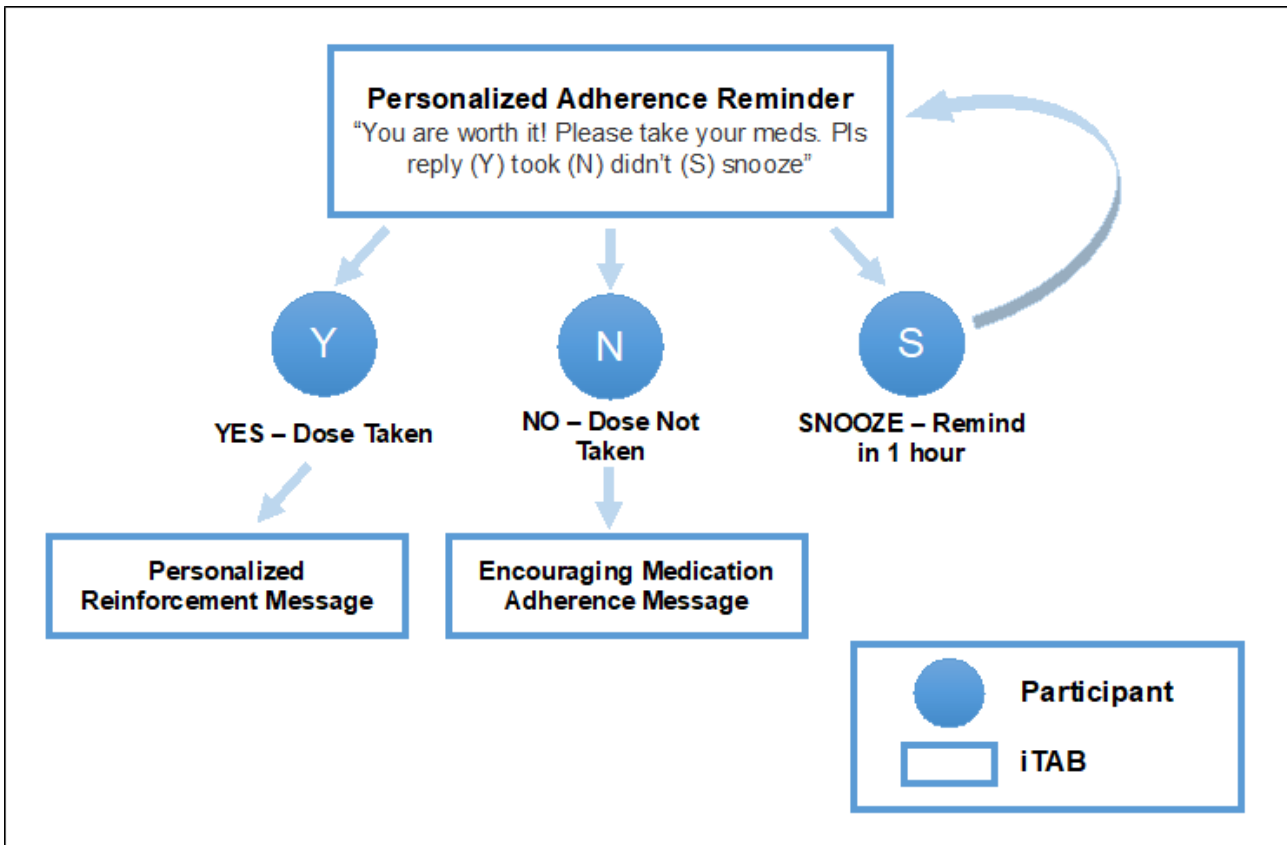 Personalized Adherence Reminder
“You are worth it! Please take your meds. Pls
reply (Y) took (N) didn’t (S) snooze”
Y
N
S
YES – Dose Taken
NO – Dose Not
Taken
SNOOZE – Remind
in 1 hour
Personalized
Reinforcement Message
Encouraging Medication
Adherence Message
Participant
iTAB